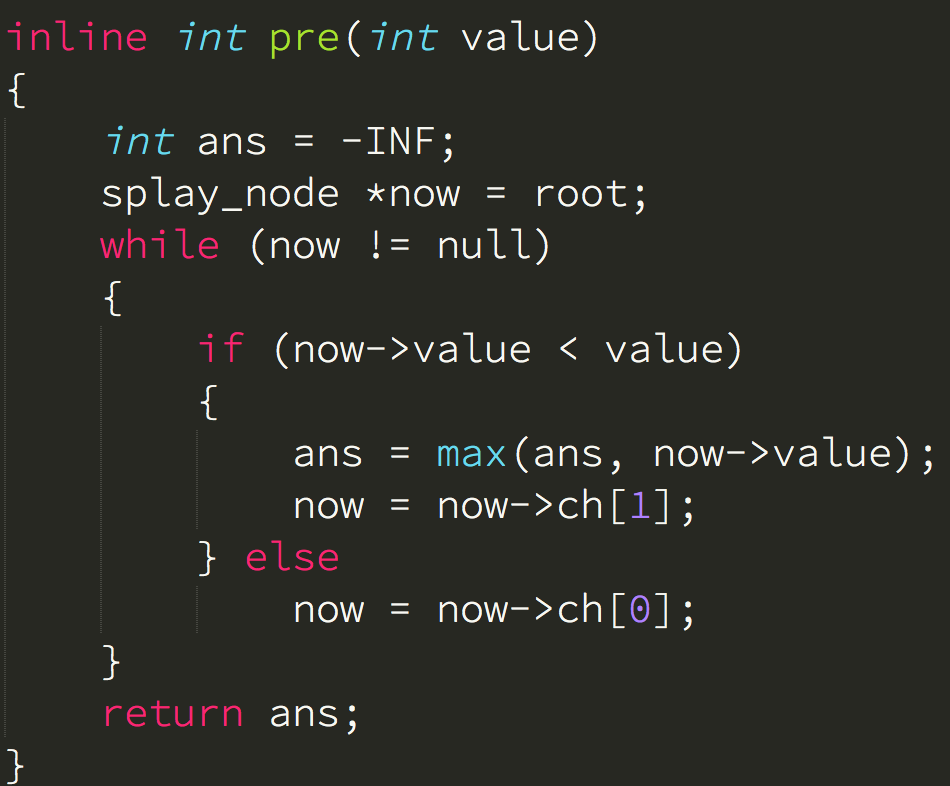 inline int pre(int value)
{
    int ans = -INF;
    splay_node *now = root;
    while (now != null)
    {
        if (now->value < value)
        {
            ans = max(ans, now->value);
            now = now->ch[1];
        } else
            now = now->ch[0];
    }
    return ans;
}